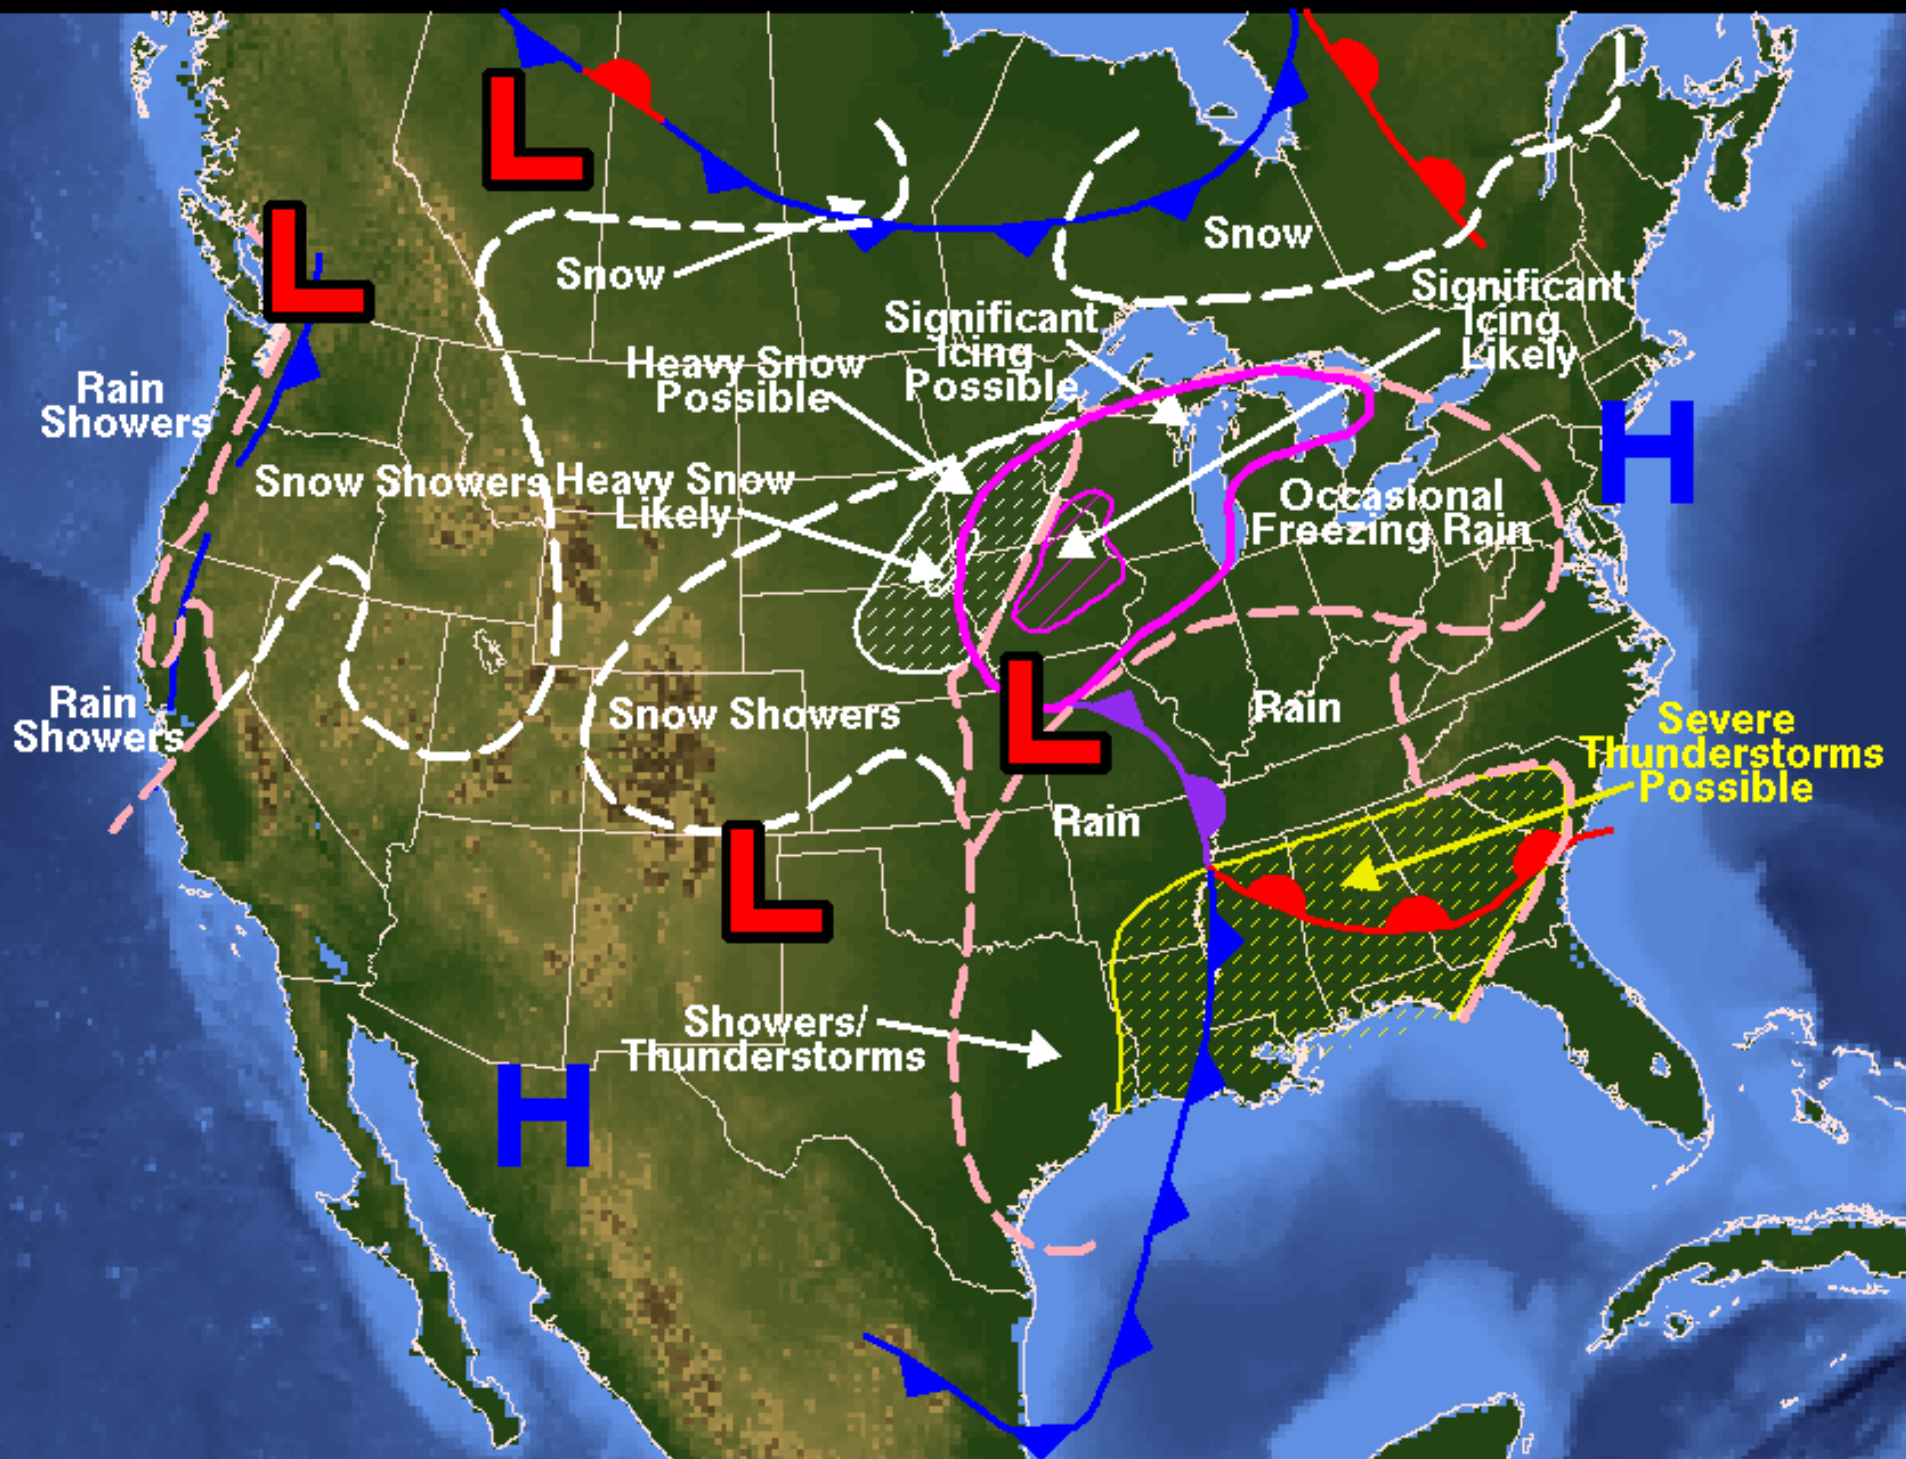 L
L
Snow
Snow
Significant
Icing
Likely
Significant
Icing
Possible
Heavy Snow
Possible
Rain
Showers
H
Snow Showers
Heavy Snow
Likely
Occasional
Freezing Rain
Rain
Showers
Snow Showers
L
Rain
Severe
Thunderstorms
Possible
Rain
L
Showers/
Thunderstorms
H